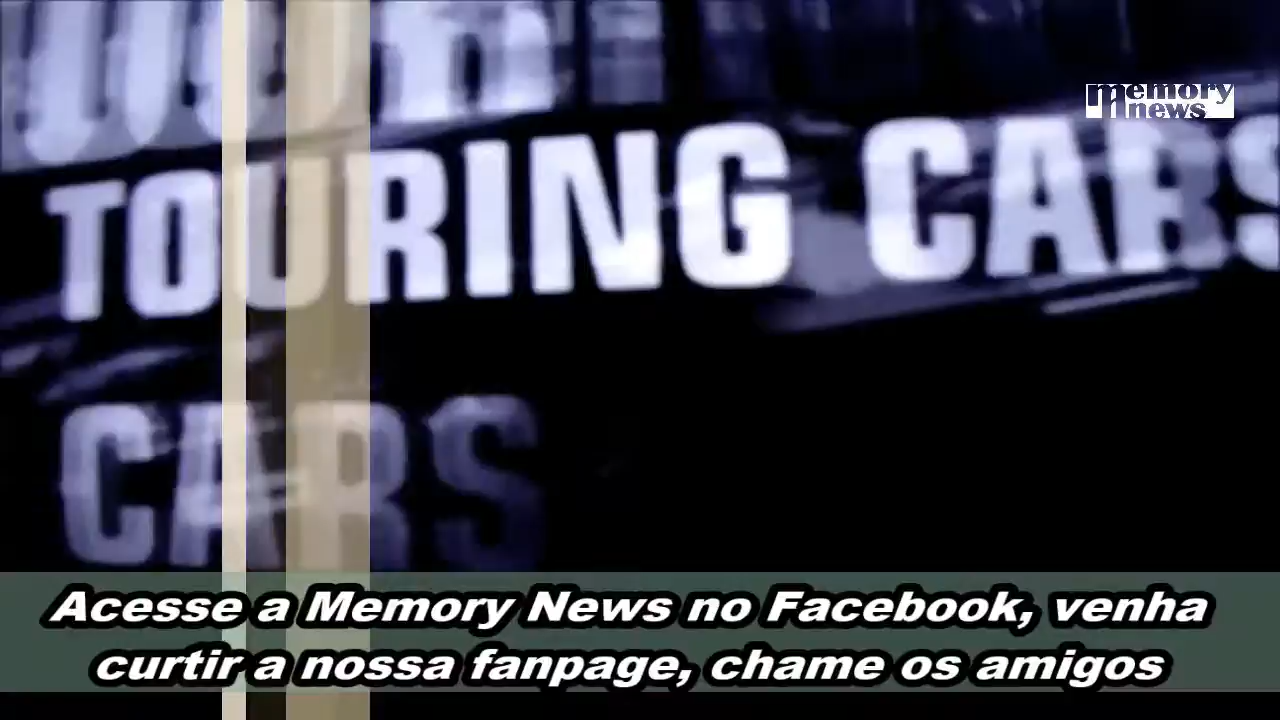 memory
news
TOURING CARS
CARS
Acesse a Memory News no Facebook, venha
curtir a nossa fanpage, chame os amigos